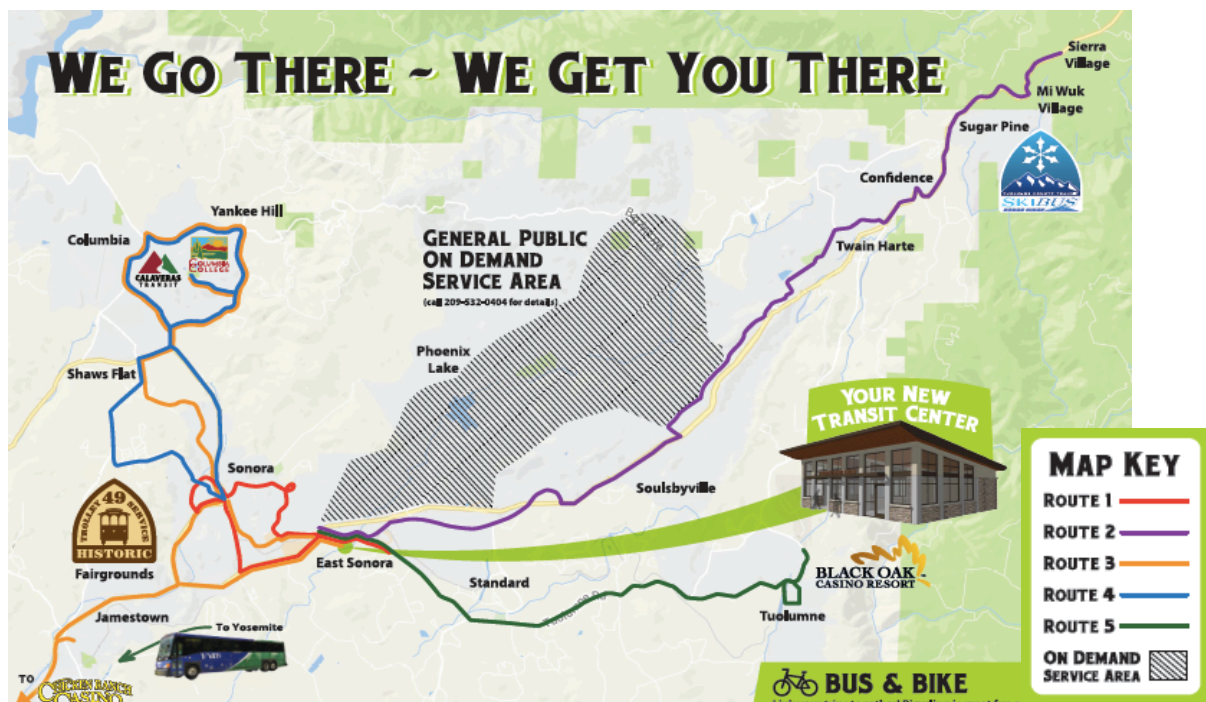 WE GO THERE ~ WE GET YOU THERE
Sierra
Village
Mi Wuk
Village
Sugar Pine
SKIBUS
Confidence
Twain Harte
Yankee Hill
Columbia
CALAVERAS
TRANSIT
COLUMBIA
COLLEGE
GENERAL PUBLIC
ON DEMAND
SERVICE AREA
(call 209-532-0404 for details)
Phoenix
Lake
Shaws Flat
YOUR NEW
TRANSIT CENTER
Sonora
Soulsbyville
TROLLEY 49 SERVICE
HISTORIC
Fairgrounds
East Sonora
Standard
BLACK OAK
CASINO RESORT
Tuolumne
Jamestown
To Yosemite
TO
CHICKEN RANCH
CASINO
BUS & BIKE
MAP KEY
ROUTE 1
ROUTE 2
ROUTE 3
ROUTE 4
ROUTE 5
ON DEMAND
SERVICE AREA